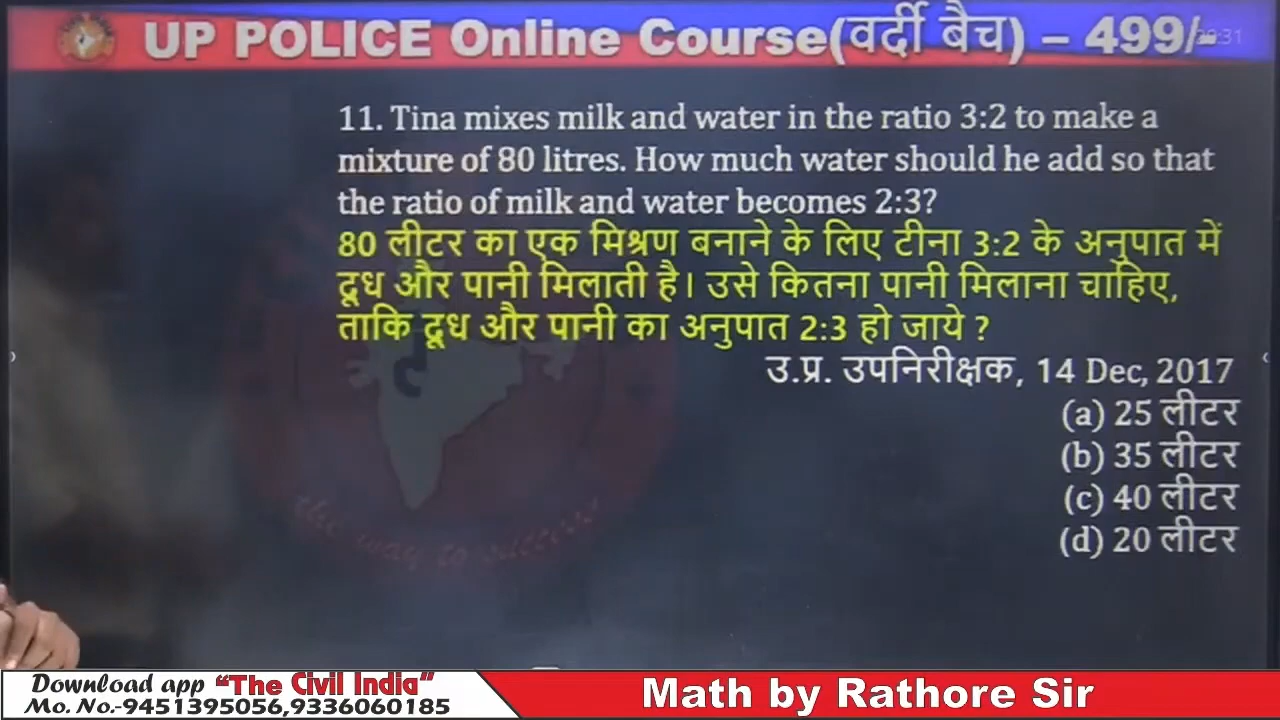 UP POLICE Online Course(वर्दी बैच) – 499/-
11. Tina mixes milk and water in the ratio 3:2 to make a
mixture of 80 litres. How much water should he add so that
the ratio of milk and water becomes 2:3?
80 लीटर का एक मिश्रण बनाने के लिए टीना 3:2 के अनुपात में
दूध और पानी मिलाती है। उसे कितना पानी मिलाना चाहिए,
ताकि दूध और पानी का अनुपात 2:3 हो जाये ?
उ.प्र. उपनिरीक्षक, 14 Dec, 2017
(a) 25 लीटर
(b) 35 लीटर
(c) 40 लीटर
(d) 20 लीटर
the way to success
Download app "The Civil India"
Mo. No.-9451395056,9336060185
Math by Rathore Sir